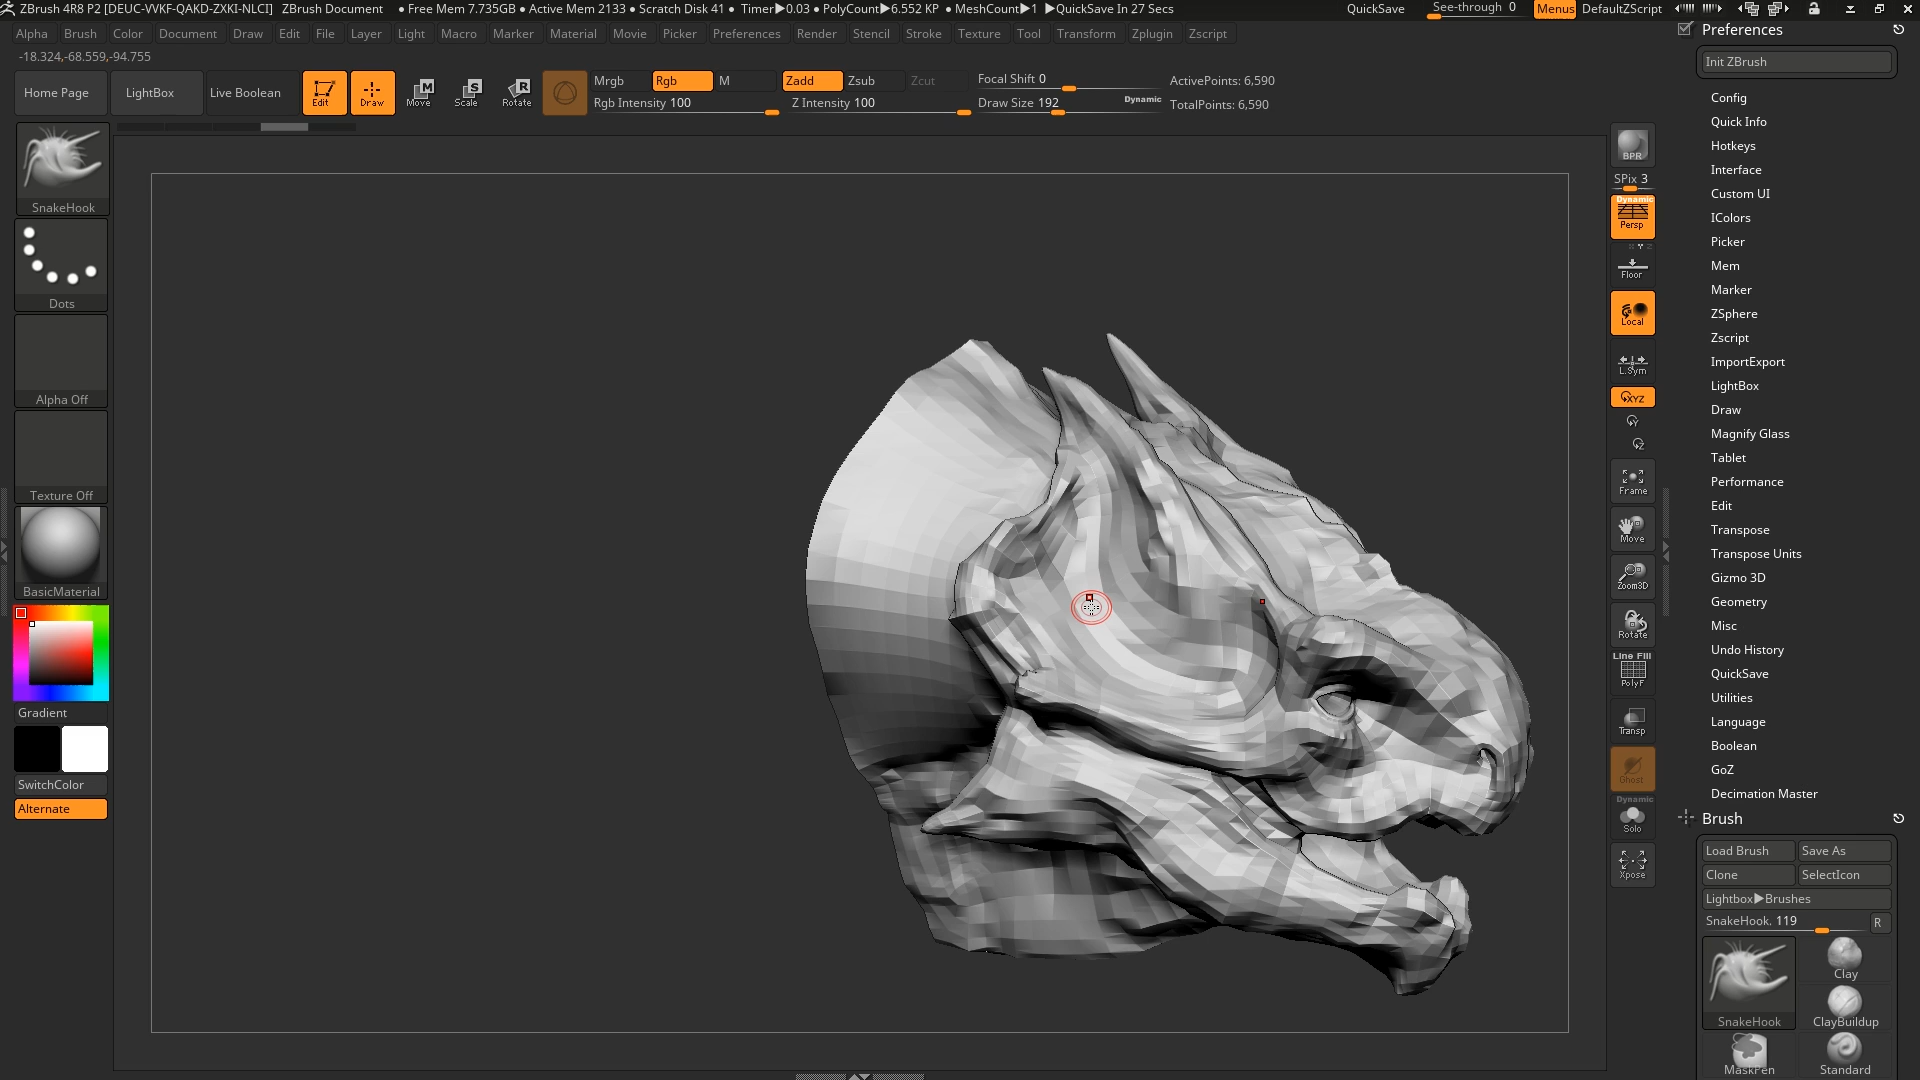 ZBrush 4R8 P2 [DEUC-VVKF-QAKD-ZXKI-NLCI] ZBrush Document ● Free Mem 7.735GB ● Active Mem 2133 ● Scratch Disk 41 ● Timer▶0.03 ● PolyCount▶6.552 KP ● MeshCount▶1 ▶QuickSave In 27 Secs QuickSave See-through 0 Menus DefaultZScript
Alpha Brush Color Document Draw Edit File Layer Light Macro Marker Material Movie Picker Preferences Render Stencil Stroke Texture Tool Transform Zplugin Zscript
-18.324,-68.559,-94.755
Home Page LightBox Live Boolean Edit Draw Move Scale Rotate
M S R
Mrgb Rgb M Zadd Zsub Zcut Focal Shift 0 ActivePoints: 6,590
Rgb Intensity 100 Z Intensity 100 Draw Size 192 Dynamic TotalPoints: 6,590
SnakeHook
Dots
Alpha Off
Texture Off
BasicMaterial
Gradient
SwitchColor
Alternate
BPR
SPix 3
Dynamic
Persp
Floor
Local
L.Sym
XYZ
Y
Z
Frame
Move
Zoom3D
Rotate
Line Fill
PolyF
Transp
Ghost
Dynamic
Solo
Xpose
Preferences
Init ZBrush
Config
Quick Info
Hotkeys
Interface
Custom UI
IColors
Picker
Mem
Marker
ZSphere
Zscript
ImportExport
LightBox
Draw
Magnify Glass
Tablet
Performance
Edit
Transpose
Transpose Units
Gizmo 3D
Geometry
Misc
Undo History
QuickSave
Utilities
Language
Boolean
GoZ
Decimation Master
Brush
Load Brush Save As
Clone SelectIcon
Lightbox▶Brushes
SnakeHook. 119 R
Clay
SnakeHook ClayBuildup
MaskPen Standard